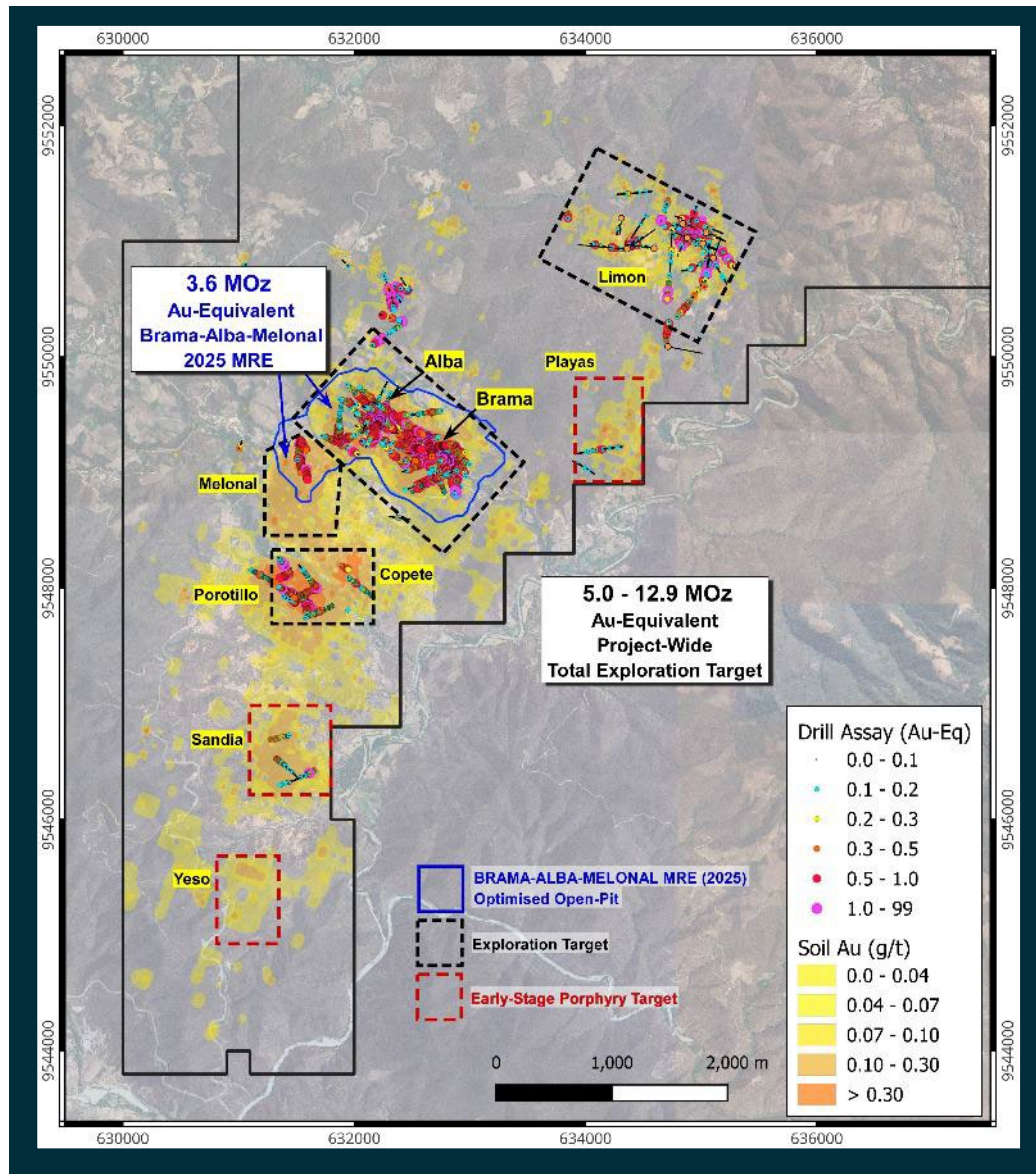 630000
632000
634000
636000
9552000
9552000
3.6 MOz
Au-Equivalent
Brama-Alba-Melonal
2025 MRE
Limon
9550000
9550000
Alba
Playas
Brama
Melonal
Copete
Porotillo
9548000
9548000
5.0 - 12.9 MOz
Au-Equivalent
Project-Wide
Total Exploration Target
Sandia
9546000
9546000
Yeso
BRAMA-ALBA-MELONAL MRE (2025)
Optimised Open-Pit
Exploration Target
Early-Stage Porphyry Target
Drill Assay (Au-Eq)
0.0 - 0.1
0.1 - 0.2
0.2 - 0.3
0.3 - 0.5
0.5 - 1.0
1.0 - 99
Soil Au (g/t)
0.0 - 0.04
0.04 - 0.07
0.07 - 0.10
0.10 - 0.30
> 0.30
9544000
9544000
0 1,000 2,000 m
630000
632000
634000
636000